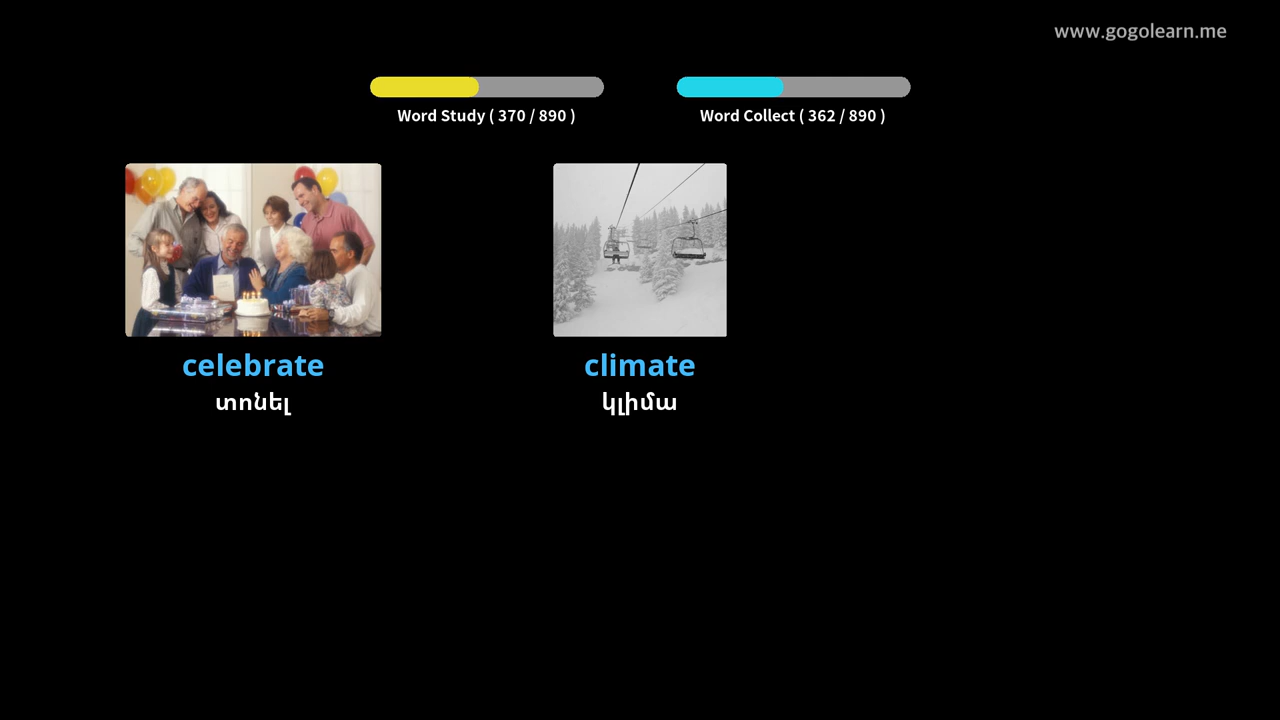 www.gogolearn.me
Word Study ( 370 / 890 )
Word Collect ( 362 / 890 )
celebrate
տոնել
climate
կլիմա